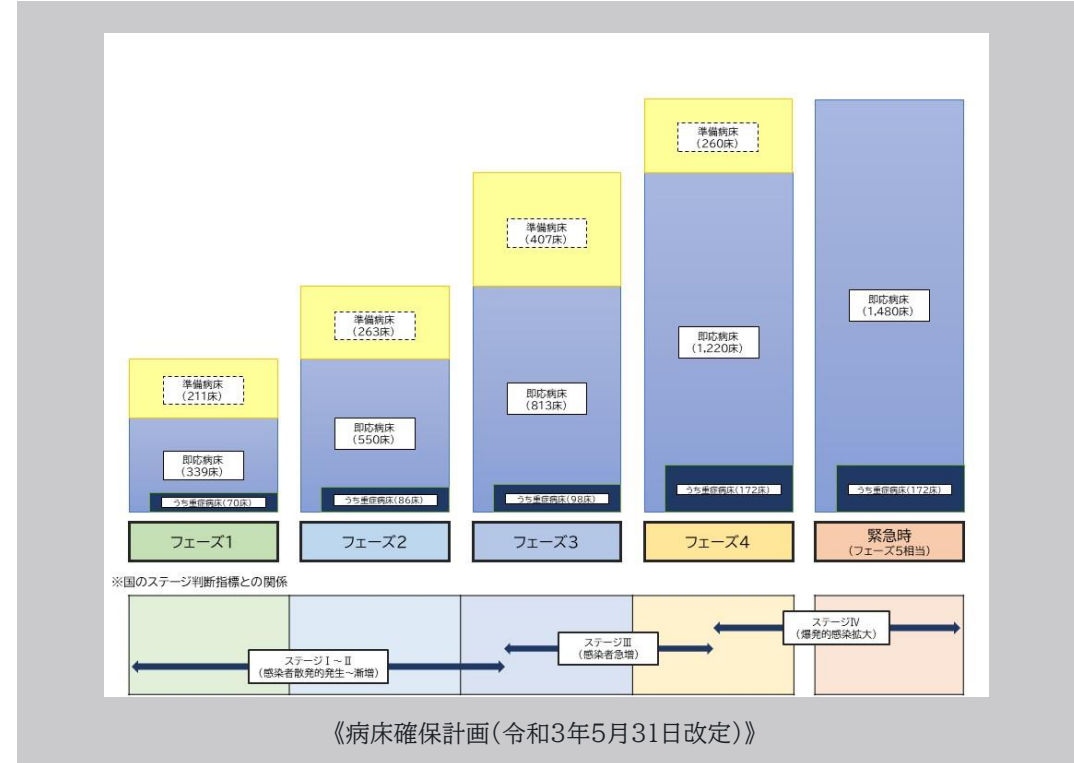 準備病床
(260床)
準備病床
(407床)
準備病床
(263床)
準備病床
(211床)
即応病床
(339床)
即応病床
(550床)
即応病床
(813床)
即応病床
(1,220床)
即応病床
(1,480床)
うち重症病床(70床)
うち重症病床(86床)
うち重症病床(98床)
うち重症病床(172床)
うち重症病床(172床)
フェーズ1
フェーズ2
フェーズ3
フェーズ4
緊急時
(フェーズ5相当)
※国のステージ判断指標との関係
ステージⅠ~Ⅱ
(感染者散発的発生~漸増)
ステージⅢ
(感染者急増)
ステージⅣ
(爆発的感染拡大)
《病床確保計画(令和3年5月31日改定)》